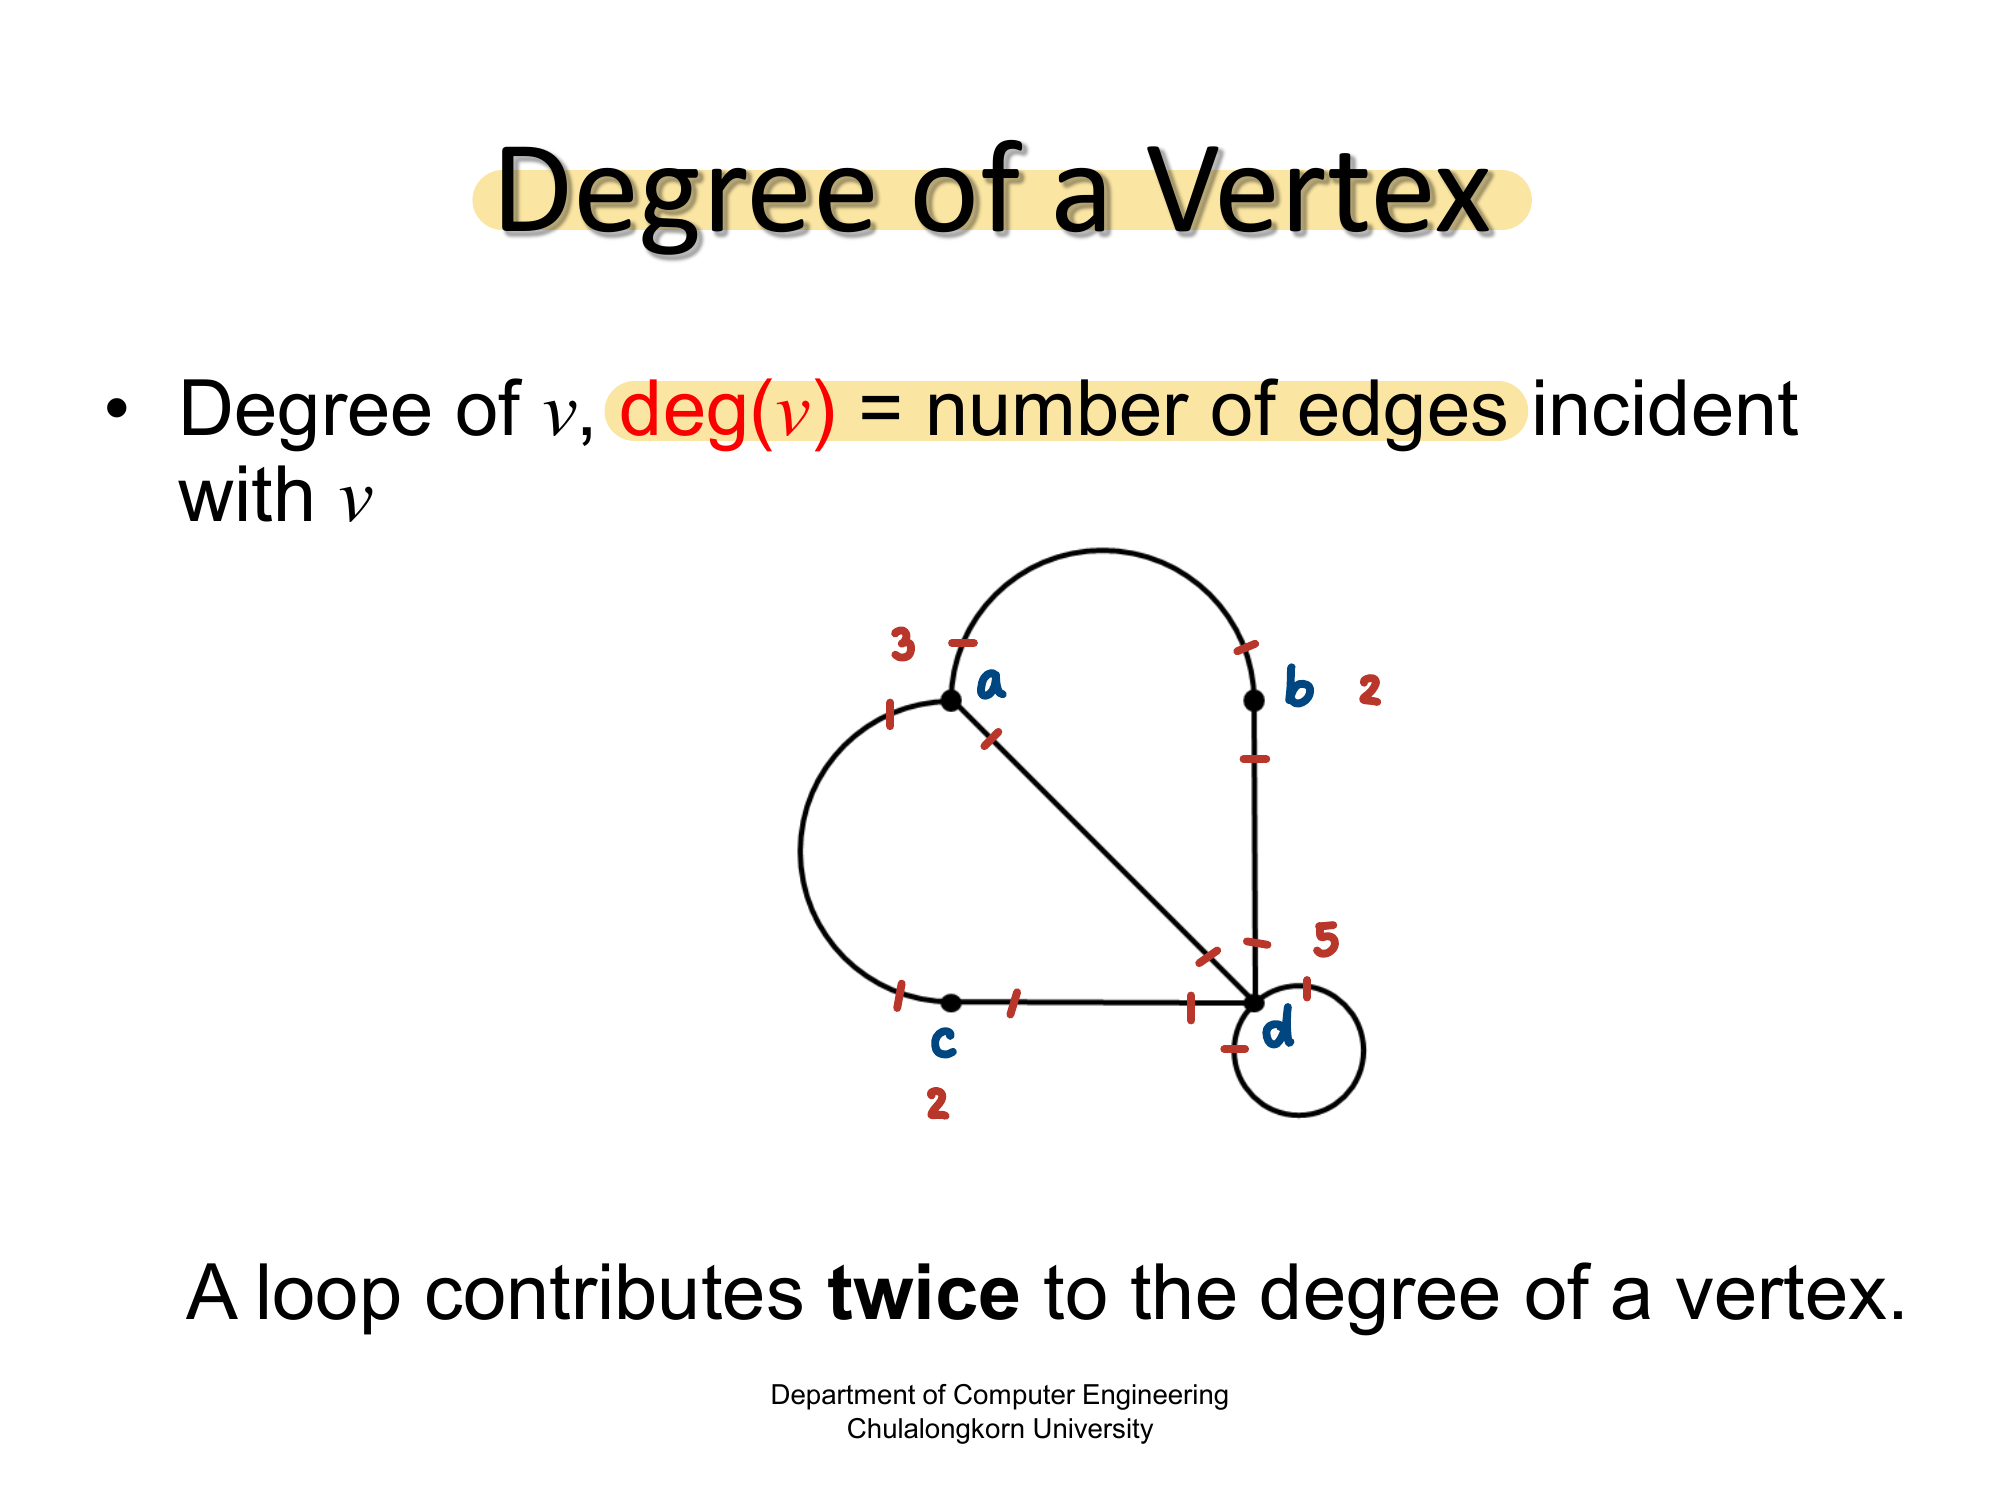 Degree of a Vertex
• Degree of v, deg(v) = number of edges incident
with v
3
a
b 2
5
d
c
2
A loop contributes twice to the degree of a vertex.
Department of Computer Engineering
Chulalongkorn University